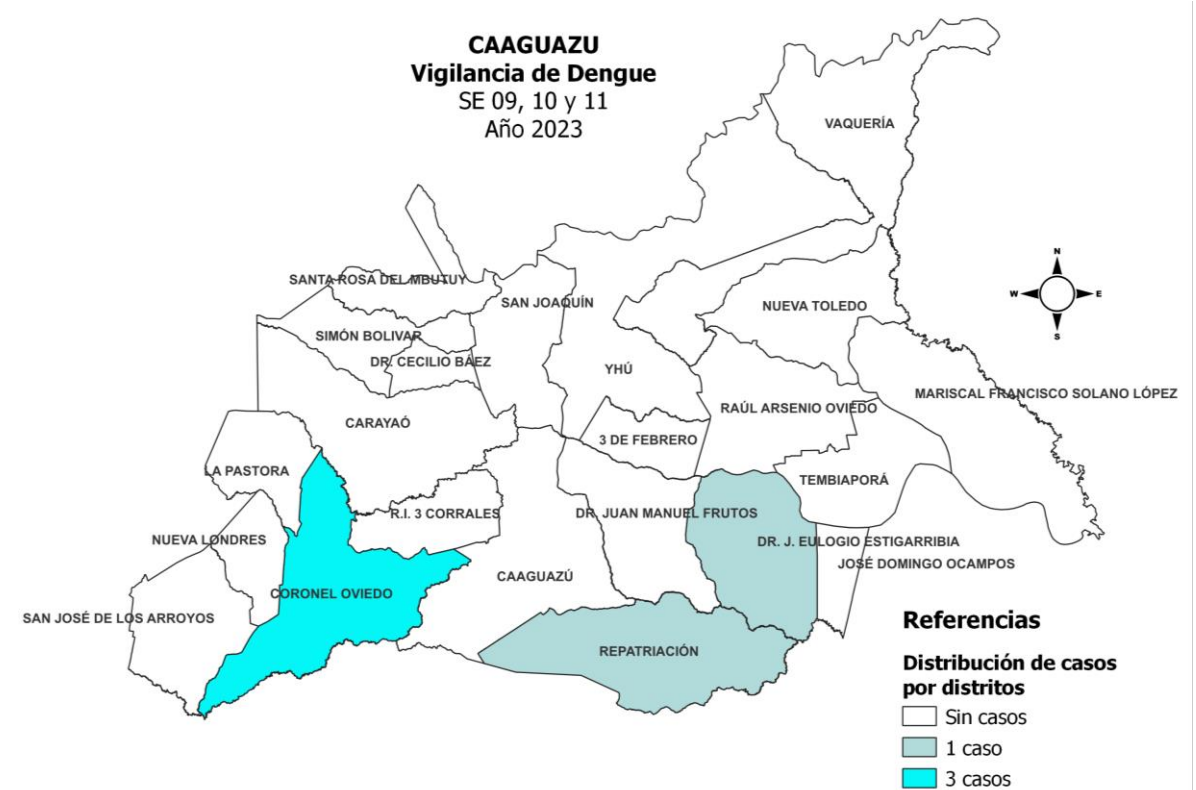 CAAGUAZU
Vigilancia de Dengue
SE 09, 10 y 11
Año 2023
VAQUERÍA
SANTA ROSA DEL MBUTUY
SAN JOAQUÍN
NUEVA TOLEDO
SIMÓN BOLIVAR
DR. CECILIO BÁEZ
YHÚ
MARISCAL FRANCISCO SOLANO LÓPEZ
RAÚL ARSENIO OVIEDO
CARAYAÓ
3 DE FEBRERO
LA PASTORA
TEMBIAPORÁ
R.I. 3 CORRALES
DR. JUAN MANUEL FRUTOS
NUEVA LONDRES
DR. J. EULOGIO ESTIGARRIBIA
JOSÉ DOMINGO OCAMPOS
CAAGUAZÚ
CORONEL OVIEDO
SAN JOSÉ DE LOS ARROYOS
REPATRIACIÓN
N
W
E
S
Referencias
Distribución de casos
por distritos
Sin casos
1 caso
3 casos